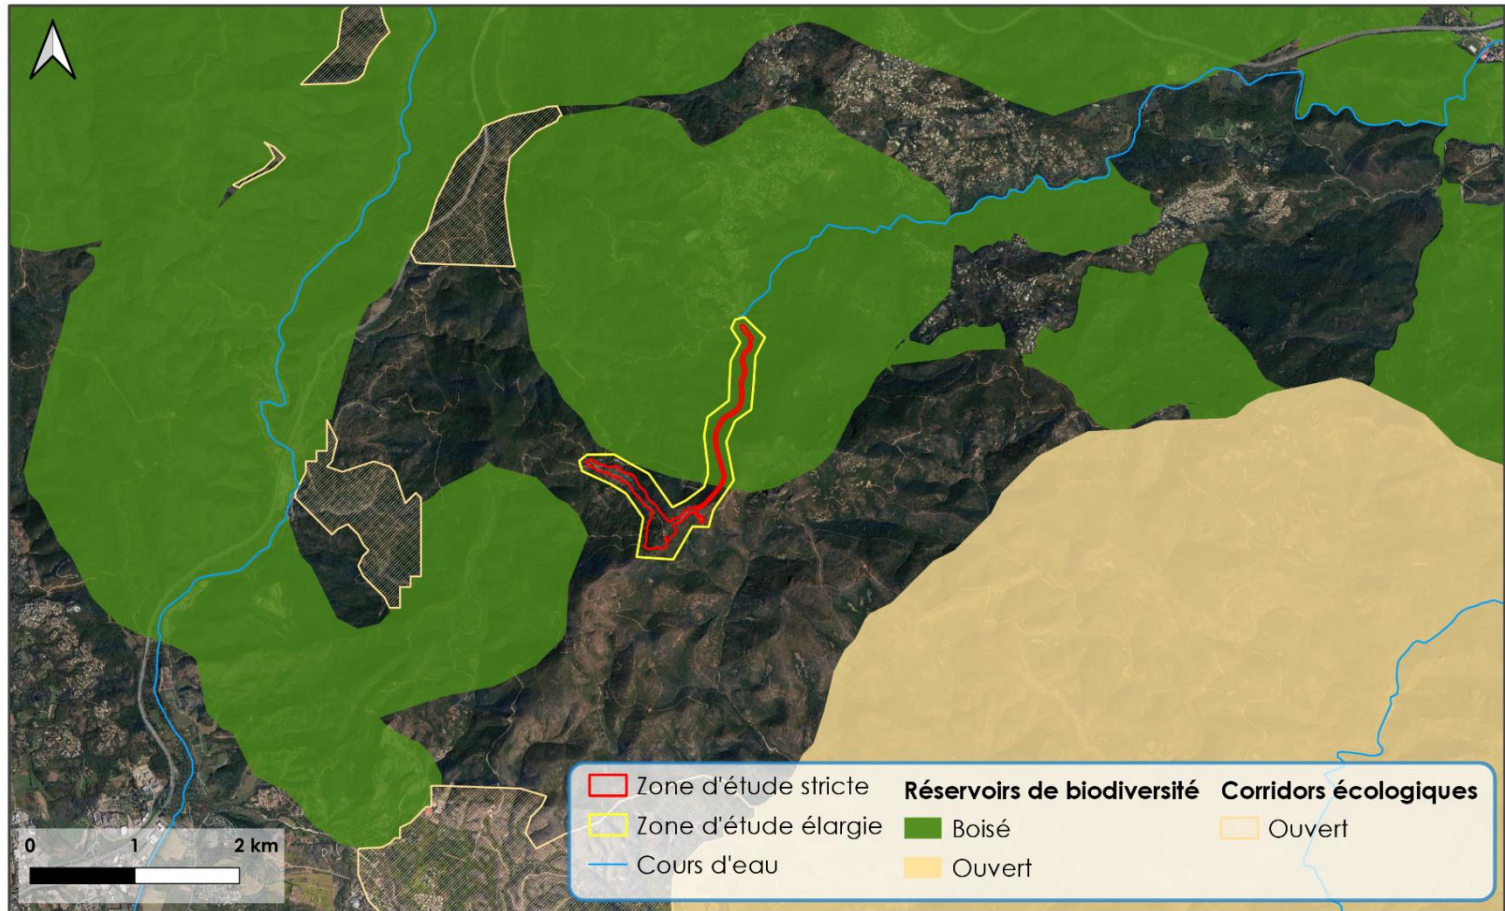 Zone d'étude stricte
Zone d'étude élargie
Cours d'eau
Réservoirs de biodiversité
Boisé
Ouvert
Corridors écologiques
Ouvert
0 1 2 km